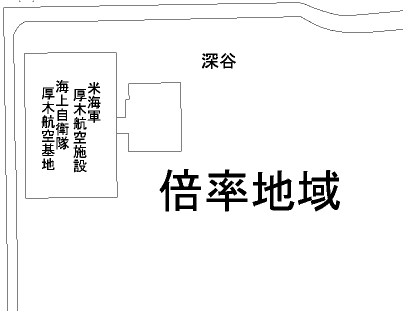 深谷
米海軍
厚木航空施設
海上自衛隊
厚木航空基地
倍率地域